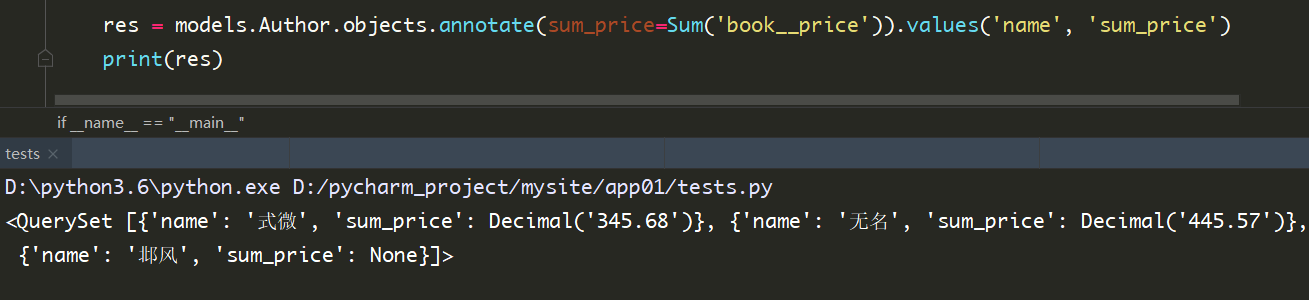 res = models.Author.objects.annotate(sum_price=Sum('book__price')).values('name', 'sum_price')
print(res)
if __name__ == "__main__"
tests ×
D:\python3.6\python.exe D:/pycharm_project/mysite/app01/tests.py
<QuerySet [{'name': '式微', 'sum_price': Decimal('345.68')}, {'name': '无名', 'sum_price': Decimal('445.57')},
{'name': '邶风', 'sum_price': None}]>